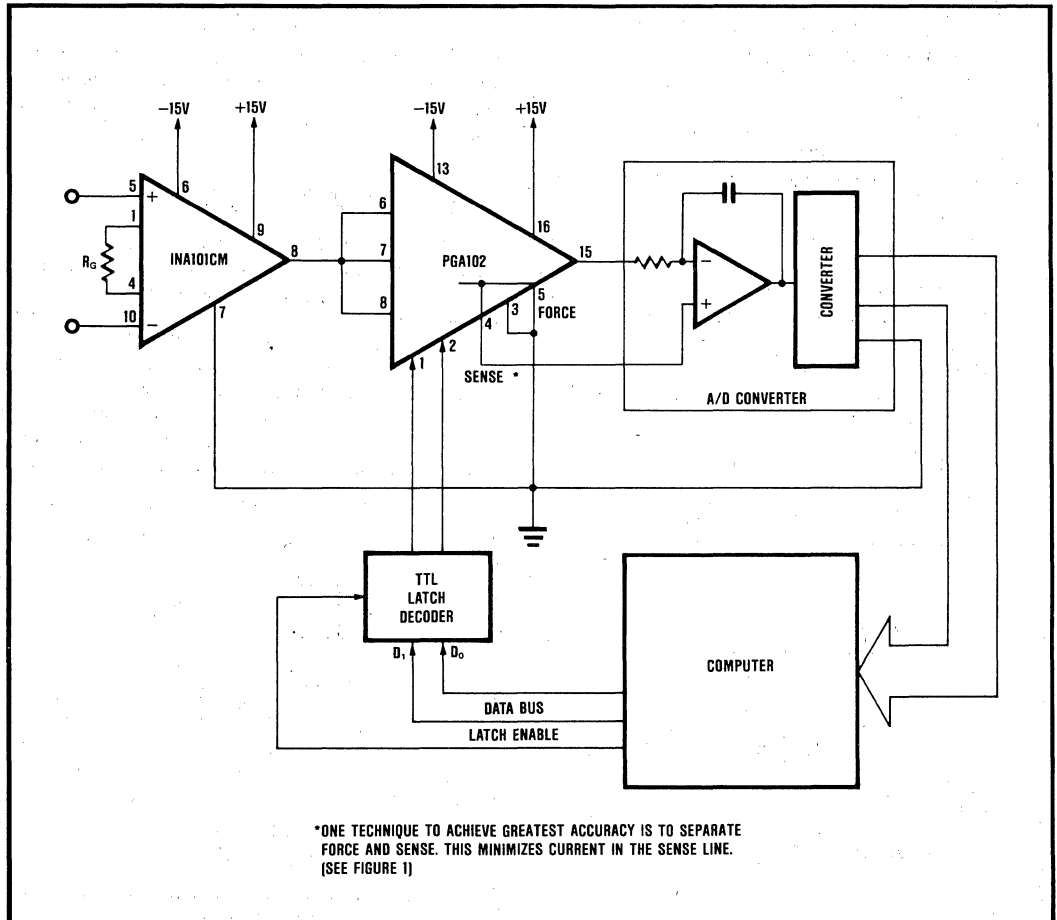 −15V +15V
−15V +15V
5 +
6
1
R_G
4
10 −
INA101CM
9
8
7
13
6
7
8
PGA102
16
15
5
FORCE
3
4
2
1
SENSE *
−
+
CONVERTER
A/D CONVERTER
TTL
LATCH
DECODER
D₁ D₀
DATA BUS
LATCH ENABLE
COMPUTER
*ONE TECHNIQUE TO ACHIEVE GREATEST ACCURACY IS TO SEPARATE
FORCE AND SENSE. THIS MINIMIZES CURRENT IN THE SENSE LINE.
(SEE FIGURE 1)